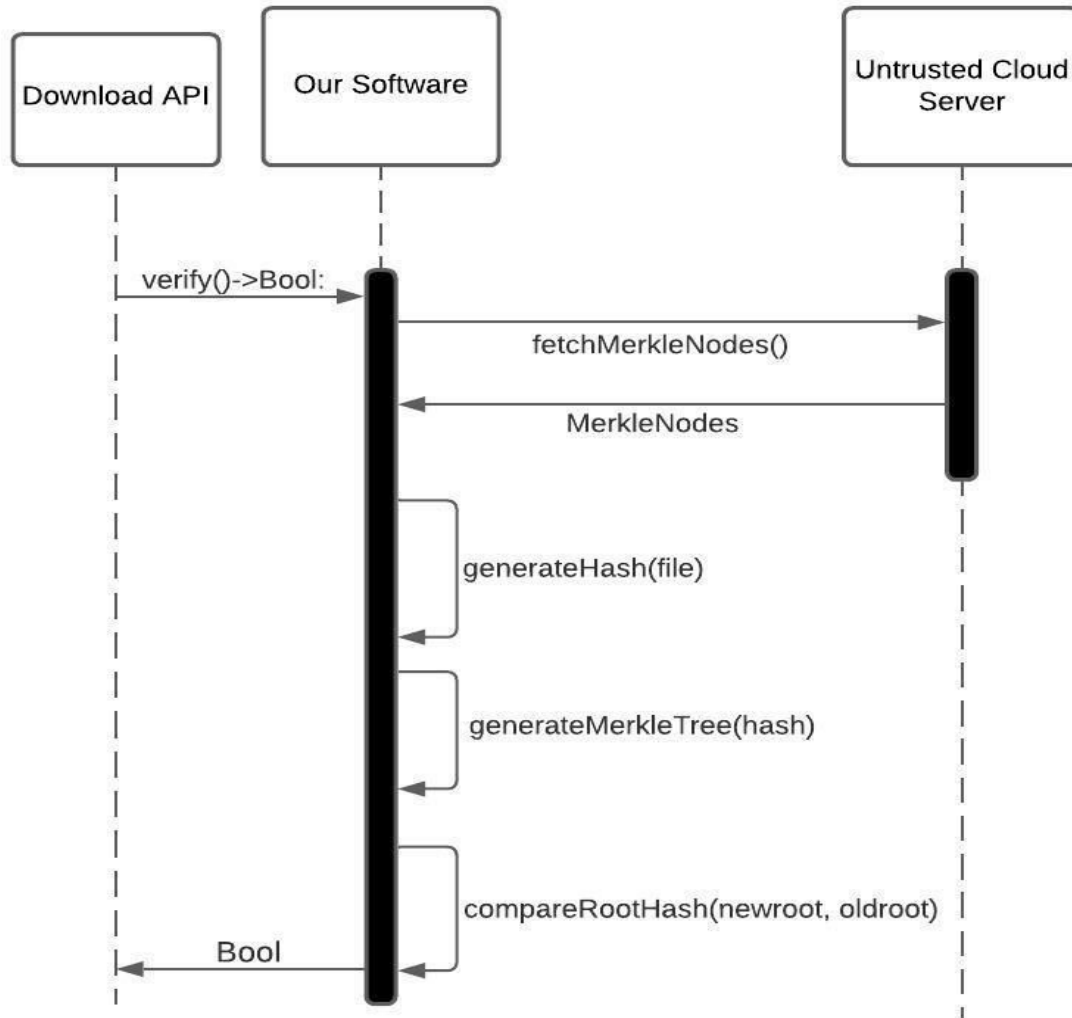 Download API
Our Software
Untrusted Cloud
Server
verify()->Bool:
fetchMerkleNodes()
MerkleNodes
generateHash(file)
generateMerkleTree(hash)
compareRootHash(newroot, oldroot)
Bool